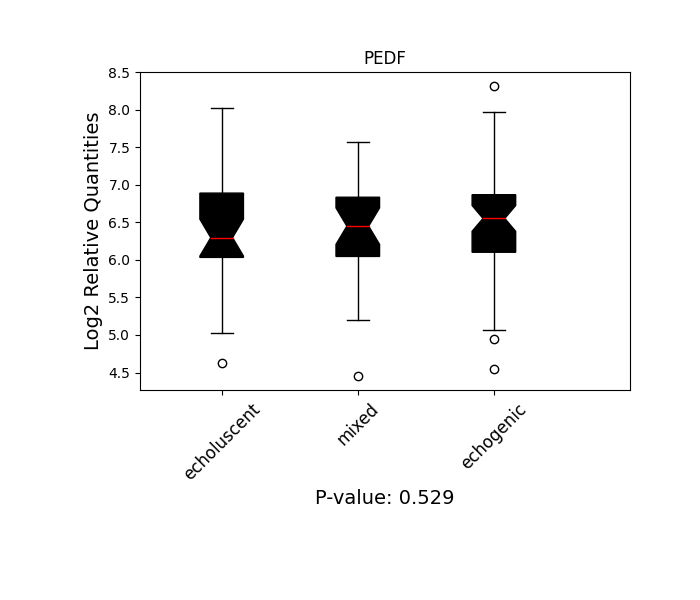 PEDF
Log2 Relative Quantities
8.5
8.0
7.5
7.0
6.5
6.0
5.5
5.0
4.5
echoluscent
mixed
echogenic
P-value: 0.529